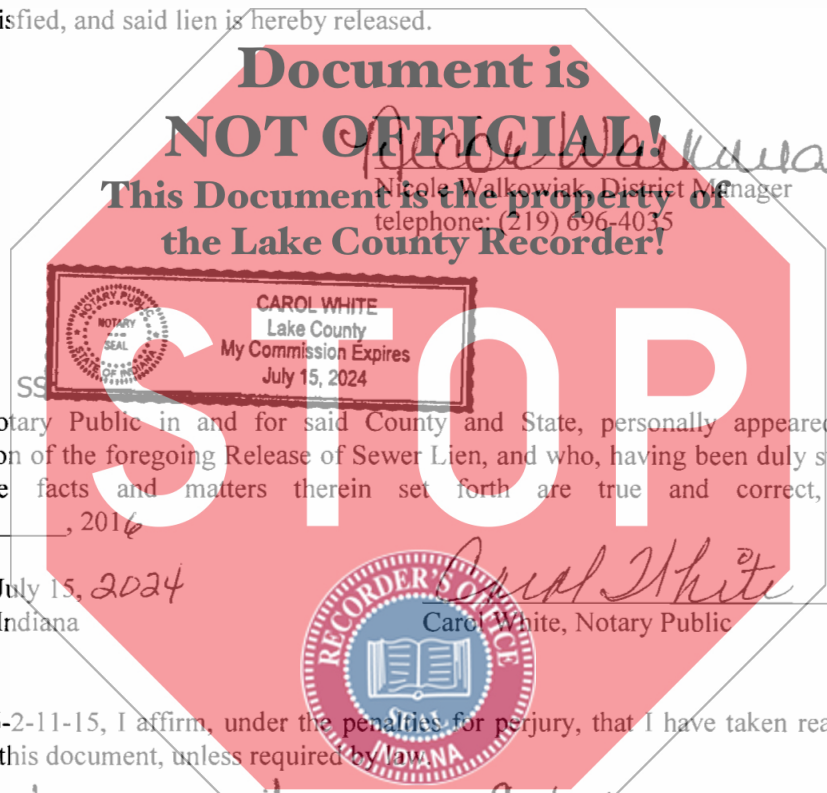 isfied, and said lien is hereby released.
Document is
NOT OFFICIAL!
Nicole Walkowiak, District Manager
This Document is the property of
telephone: (219) 696-4035
the Lake County Recorder!
NOTARY PUBLIC
NOTARY
SEAL
STATE OF INDIANA
CAROL WHITE
Lake County
My Commission Expires
July 15, 2024
STOP
SS
otary Public in and for said County and State, personally appeared
on of the foregoing Release of Sewer Lien, and who, having been duly s
e facts and matters therein set forth are true and correct,
, 2016
July 15, 2024
Carol White
Indiana
Carol White, Notary Public
RECORDER'S OFFICE
SEAL
INDIANA
-2-11-15, I affirm, under the penalties for perjury, that I have taken rea
this document, unless required by law.